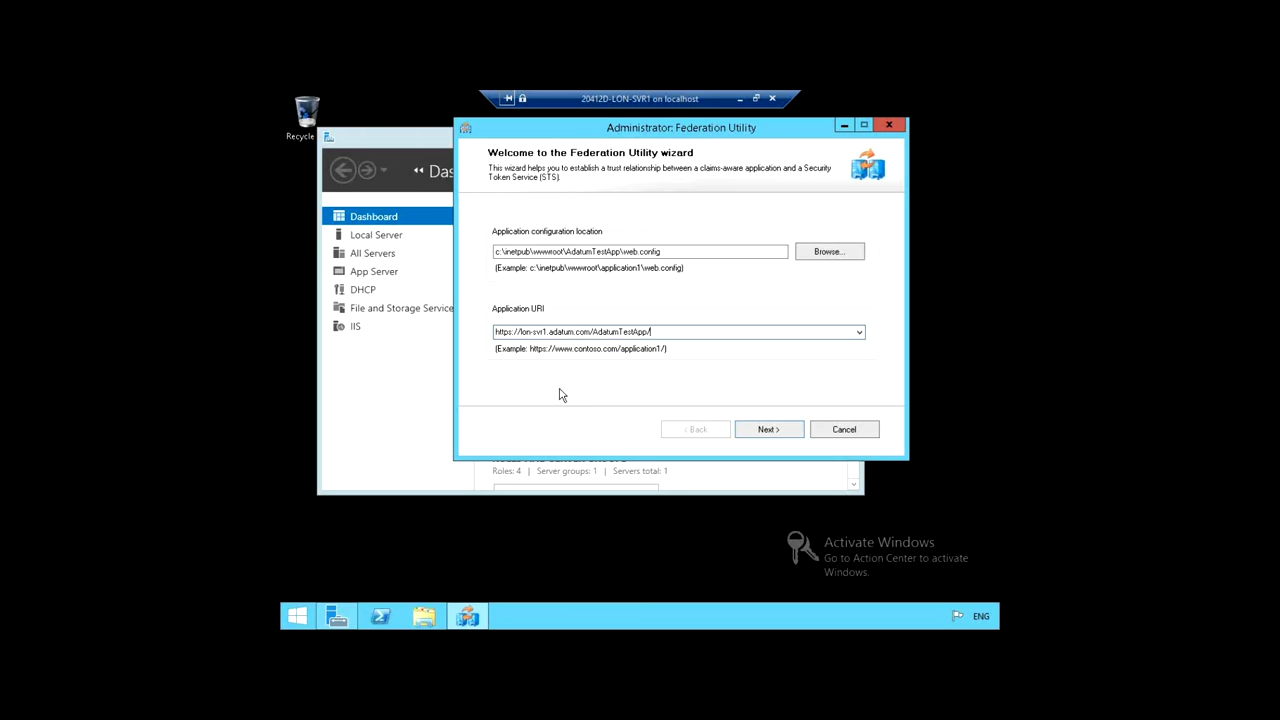 20412D-LON-SVR1 on localhost
Recycle
Administrator: Federation Utility
Welcome to the Federation Utility wizard
This wizard helps you to establish a trust relationship between a claims-aware application and a Security
Token Service (STS).
Das
Dashboard
Local Server
All Servers
App Server
DHCP
File and Storage Service
IIS
Application configuration location
c:\inetpub\wwwroot\AdatumTestApp\web.config
Browse...
(Example: c:\inetpub\wwwroot\application1\web.config)
Application URI
https://lon-svr1.adatum.com/AdatumTestApp/
(Example: https://www.contoso.com/application1/)
< Back
Next >
Cancel
Roles: 4 | Server groups: 1 | Servers total: 1
Activate Windows
Go to Action Center to activate
Windows.
ENG